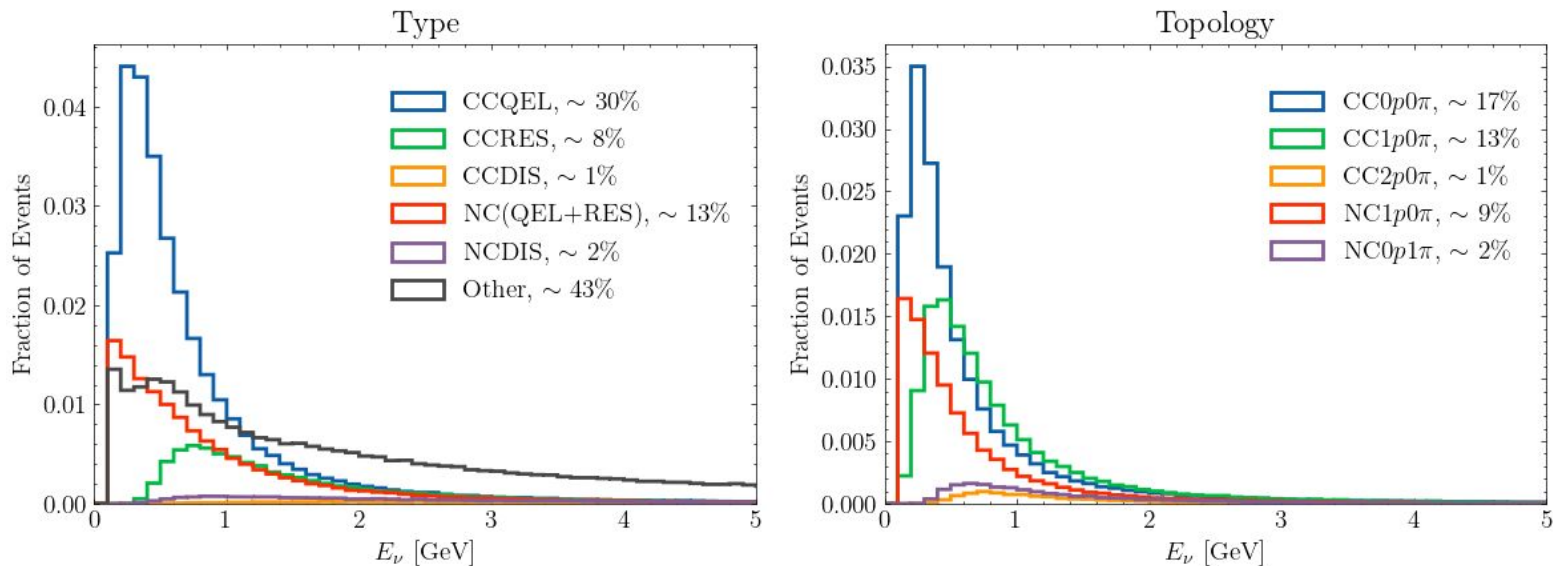 Type
Fraction of Events
0.04
0.03
0.02
0.01
0.00
CCQEL, ∼ 30%
CCRES, ∼ 8%
CCDIS, ∼ 1%
NC(QEL+RES), ∼ 13%
NCDIS, ∼ 2%
Other, ∼ 43%
0 1 2 3 4 5
Eν [GeV]
Topology
Fraction of Events
0.035
0.030
0.025
0.020
0.015
0.010
0.005
0.000
CC0p0π, ∼ 17%
CC1p0π, ∼ 13%
CC2p0π, ∼ 1%
NC1p0π, ∼ 9%
NC0p1π, ∼ 2%
0 1 2 3 4 5
Eν [GeV]